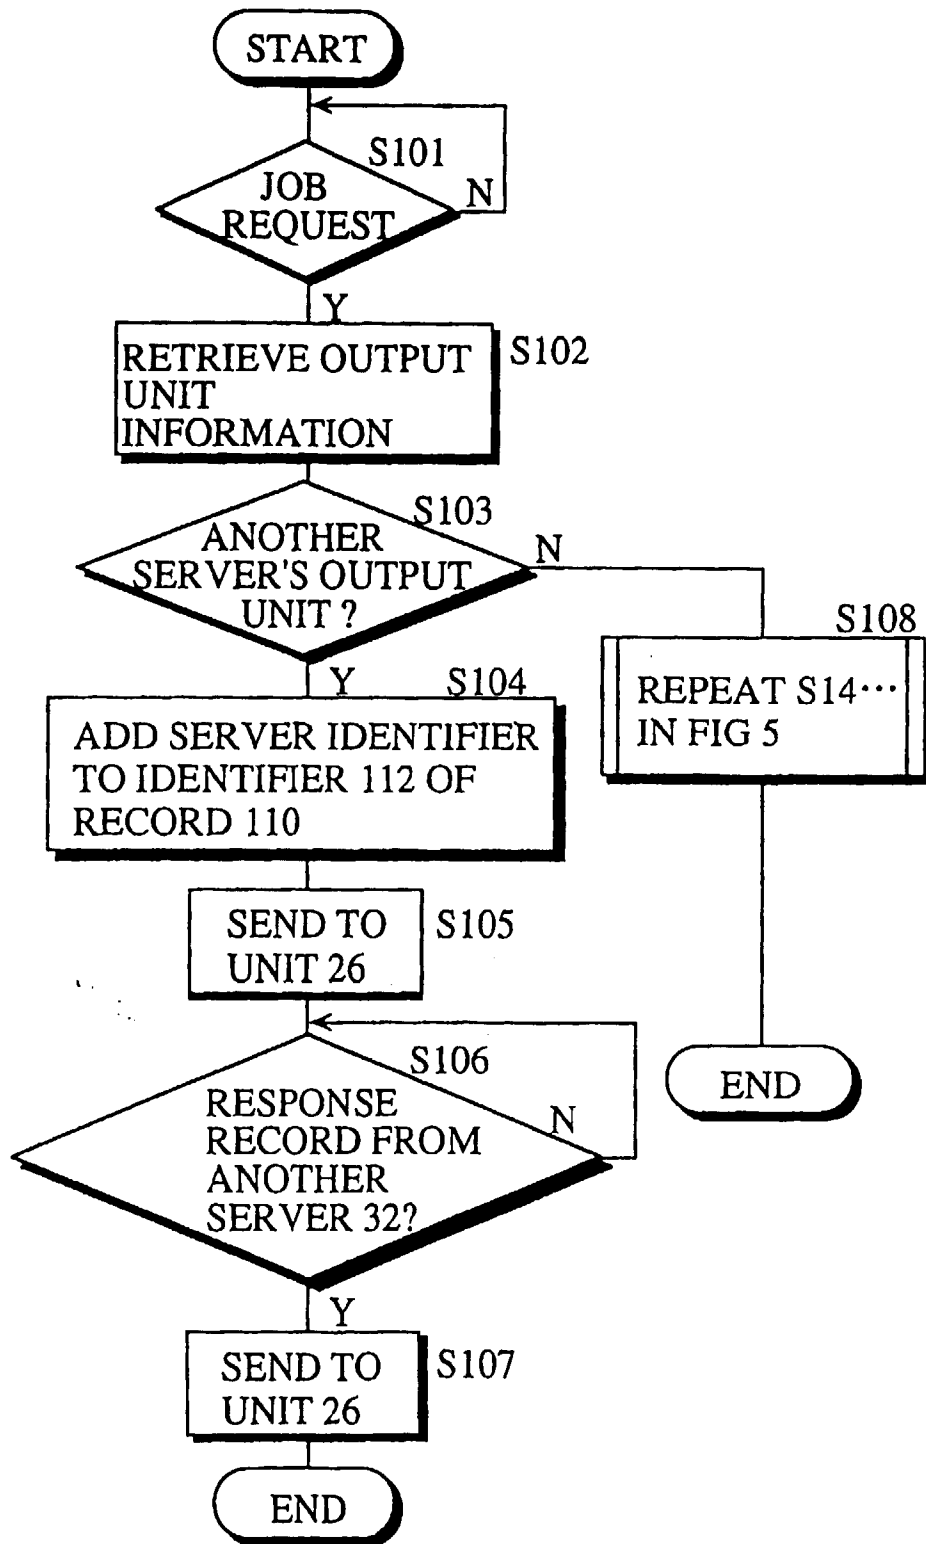 START
S101
JOB
REQUEST
N
Y
RETRIEVE OUTPUT
UNIT
INFORMATION
S102
S103
ANOTHER
SERVER'S OUTPUT
UNIT ?
N
Y
S108
REPEAT S14···
IN FIG 5
END
S104
ADD SERVER IDENTIFIER
TO IDENTIFIER 112 OF
RECORD 110
SEND TO
UNIT 26
S105
S106
RESPONSE
RECORD FROM
ANOTHER
SERVER 32?
N
Y
SEND TO
UNIT 26
S107
END